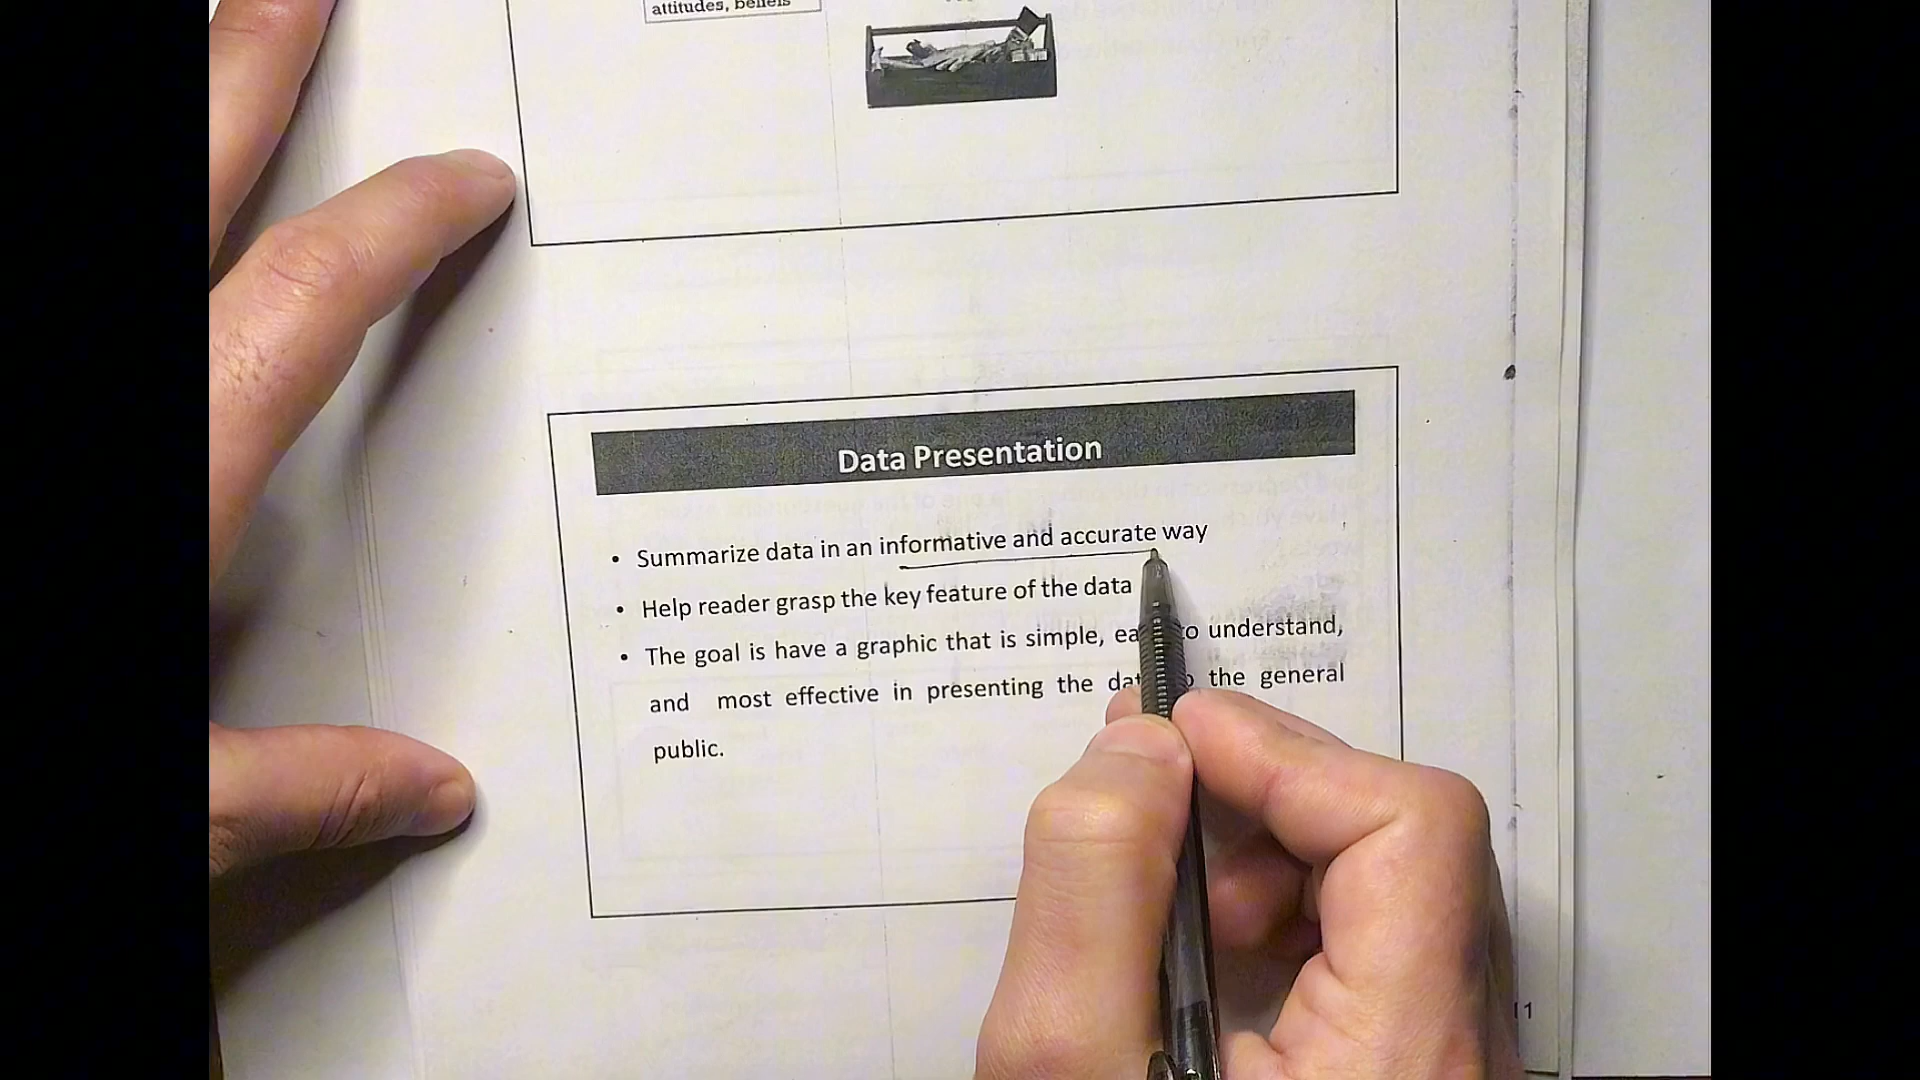 attitudes, beliefs
Data Presentation
• Summarize data in an informative and accurate way
• Help reader grasp the key feature of the data
• The goal is have a graphic that is simple, to understand,
and most effective in presenting the the general
public.
11